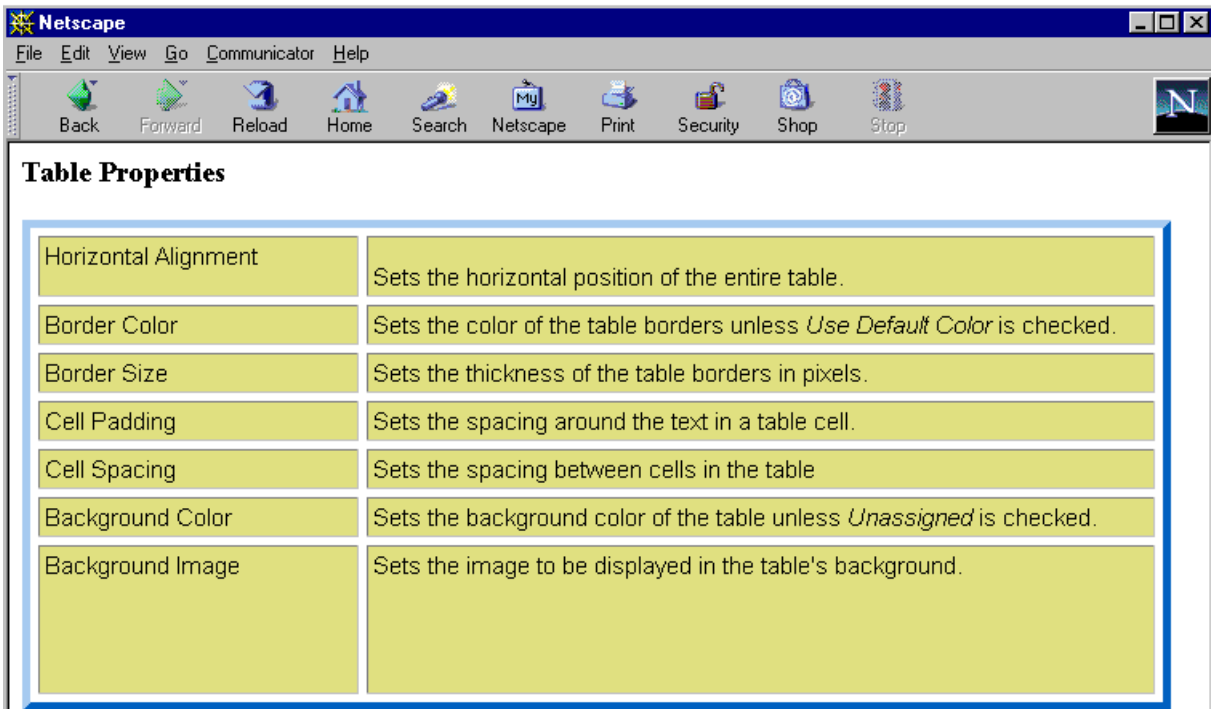 Netscape
File Edit View Go Communicator Help
Back Forward Reload Home Search Netscape Print Security Shop Stop
My
N
Table Properties
Horizontal Alignment Sets the horizontal position of the entire table.
Border Color Sets the color of the table borders unless Use Default Color is checked.
Border Size Sets the thickness of the table borders in pixels.
Cell Padding Sets the spacing around the text in a table cell.
Cell Spacing Sets the spacing between cells in the table
Background Color Sets the background color of the table unless Unassigned is checked.
Background Image Sets the image to be displayed in the table's background.